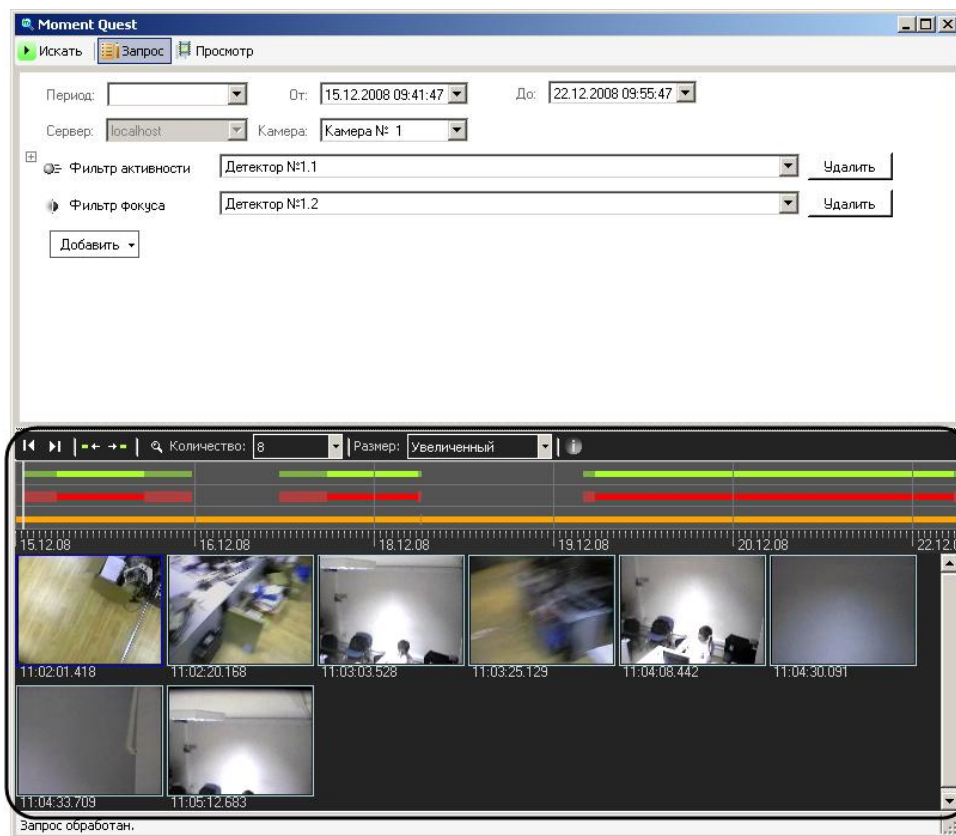 Moment Quest
Искать Запрос Просмотр
Период: От: 15.12.2008 09:41:47 До: 22.12.2008 09:55:47
Сервер: localhost Камера: Камера № 1
Фильтр активности Детектор №1.1 Удалить
Фильтр фокуса Детектор №1.2 Удалить
Добавить
Количество: 8 Размер: Увеличенный
15.12.08 16.12.08 18.12.08 19.12.08 20.12.08 22.12.0
11:02:01.418 11:02:20.168 11:03:03.528 11:03:25.129 11:04:08.442 11:04:30.091
11:04:33.709 11:05:12.683
Запрос обработан.